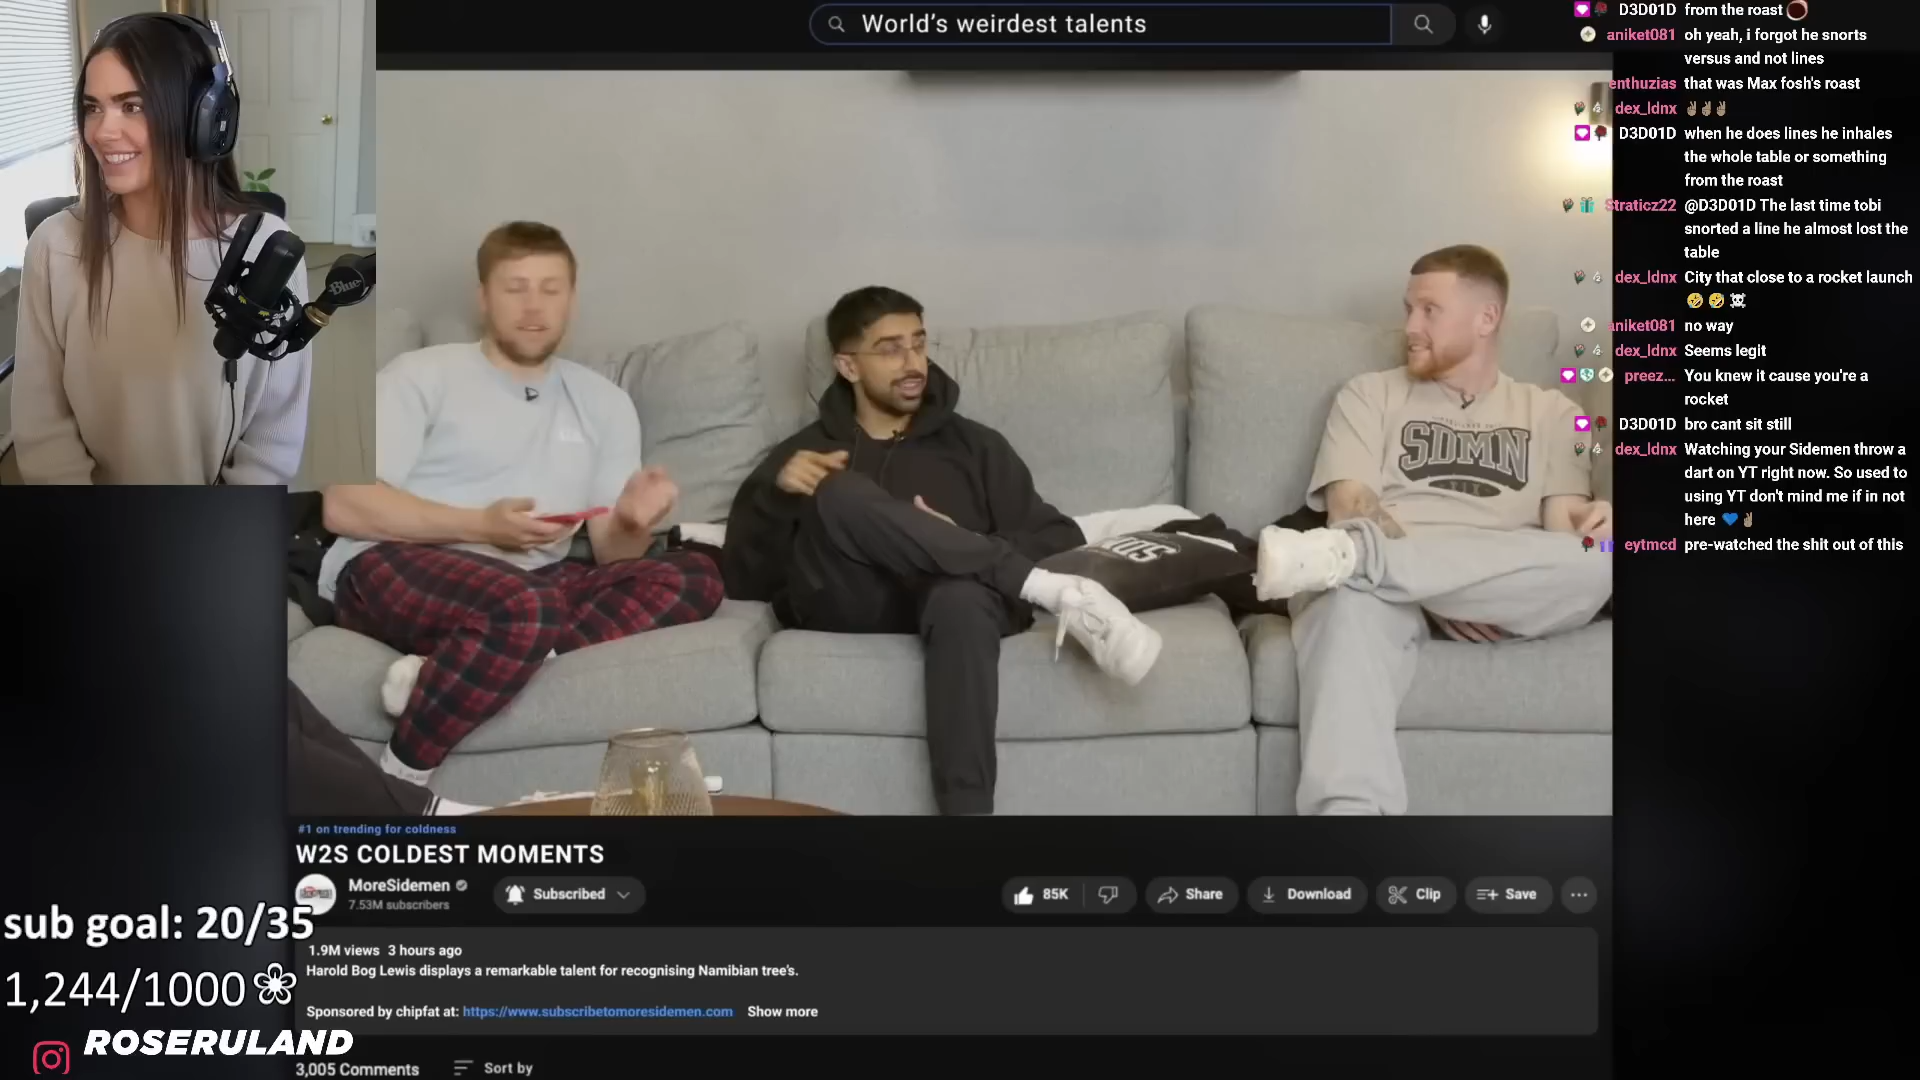 World's weirdest talents
D3D01D from the roast
aniket081 oh yeah, i forgot he snorts
versus and not lines
enthuzias that was Max fosh's roast
dex_ldnx ✌🏽✌🏽✌🏽
D3D01D when he does lines he inhales
the whole table or something
from the roast
Straticz22 @D3D01D The last time tobi
snorted a line he almost lost the
table
dex_ldnx City that close to a rocket launch
🤣 🤣 ☠
aniket081 no way
dex_ldnx Seems legit
preez... You knew it cause you're a
rocket
D3D01D bro cant sit still
dex_ldnx Watching your Sidemen throw a
dart on YT right now. So used to
using YT don't mind me if in not
here 💙✌🏽
eytmcd pre-watched the shit out of this
Blue
SDMN
XIX
SDM
#1 on trending for coldness
W2S COLDEST MOMENTS
MoreSidemen
7.53M subscribers
Subscribed
85K
Share
Download
Clip
Save
1.9M views 3 hours ago
Harold Bog Lewis displays a remarkable talent for recognising Namibian tree's.
Sponsored by chipfat at: https://www.subscribetomoresidemen.com Show more
3,005 Comments
Sort by
sub goal: 20/35
1,244/1000
ROSERULAND